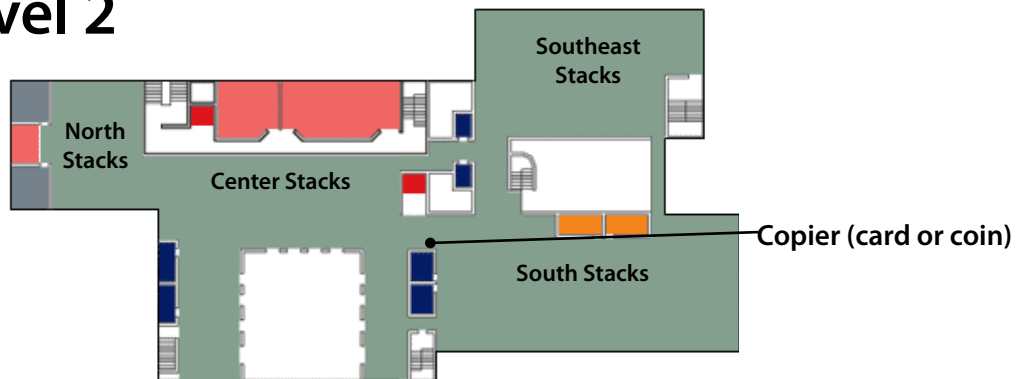 vel 2
Southeast
Stacks
North
Stacks
Center Stacks
Copier (card or coin)
South Stacks